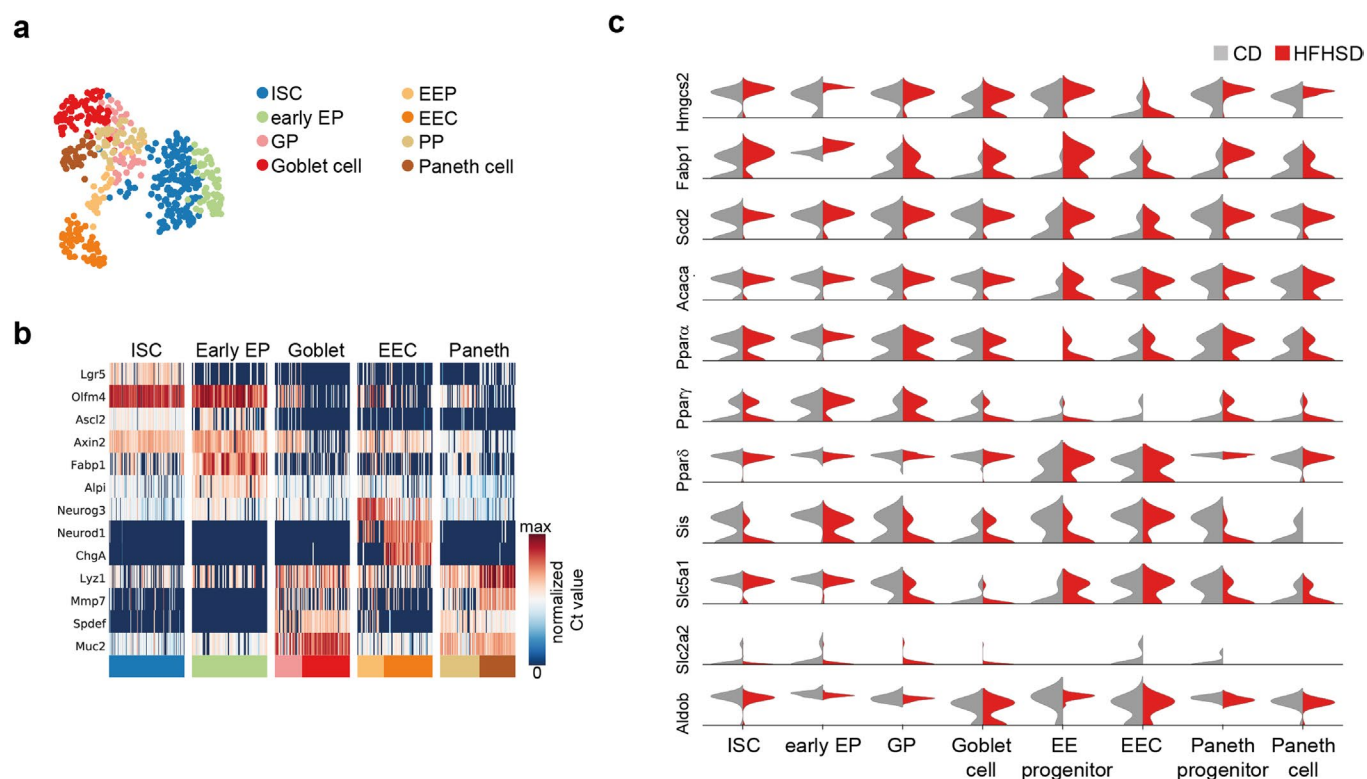 a
ISC
early EP
GP
Goblet cell
EEP
EEC
PP
Paneth cell
b
ISC Early EP Goblet EEC Paneth
Lgr5
Olfm4
Ascl2
Axin2
Fabp1
Alpi
Neurog3
Neurod1
ChgA
Lyz1
Mmp7
Spdef
Muc2
max
normalized
Ct value
0
c
CD HFHSD
Hmgcs2
Fabp1
Scd2
Acaca
Pparα
Pparγ
Pparδ
Sis
Slc5a1
Slc2a2
Aldob
ISC early EP GP Goblet EE EEC Paneth Paneth
cell progenitor progenitor cell